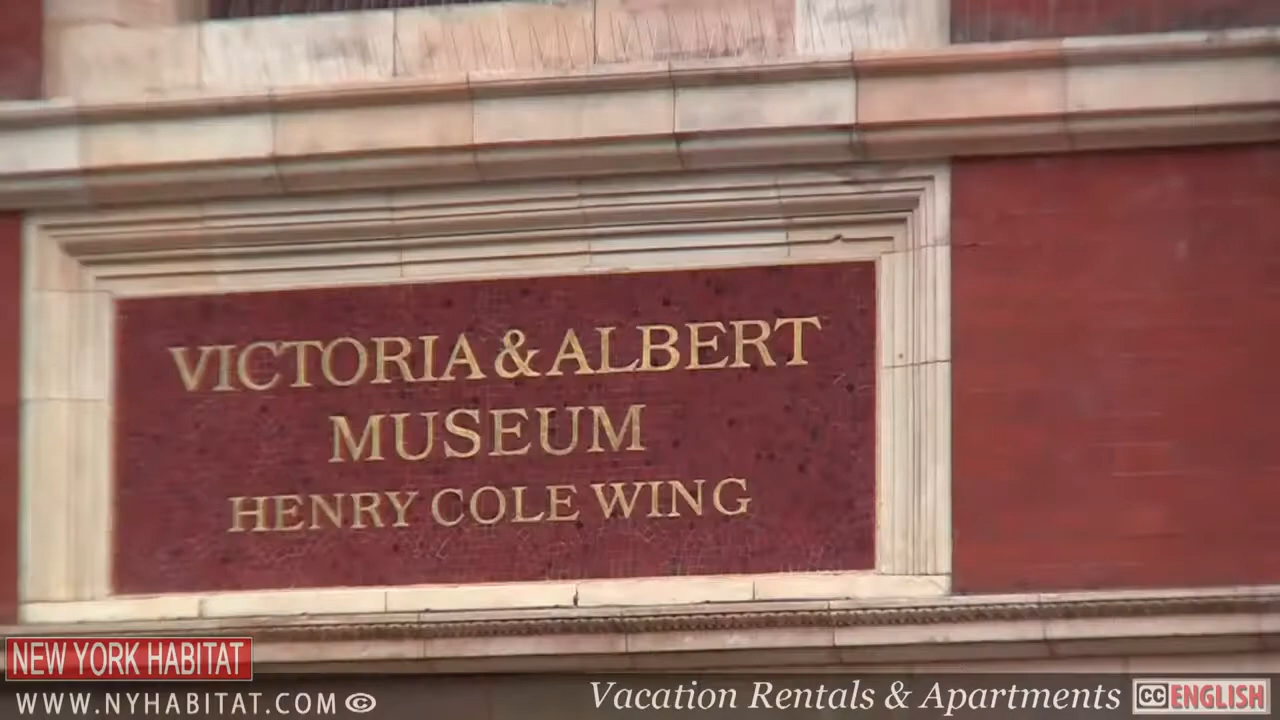 VICTORIA & ALBERT
MUSEUM
HENRY COLE WING
NEW YORK HABITAT
WWW.NYHABITAT.COM ©
Vacation Rentals & Apartments
CC ENGLISH